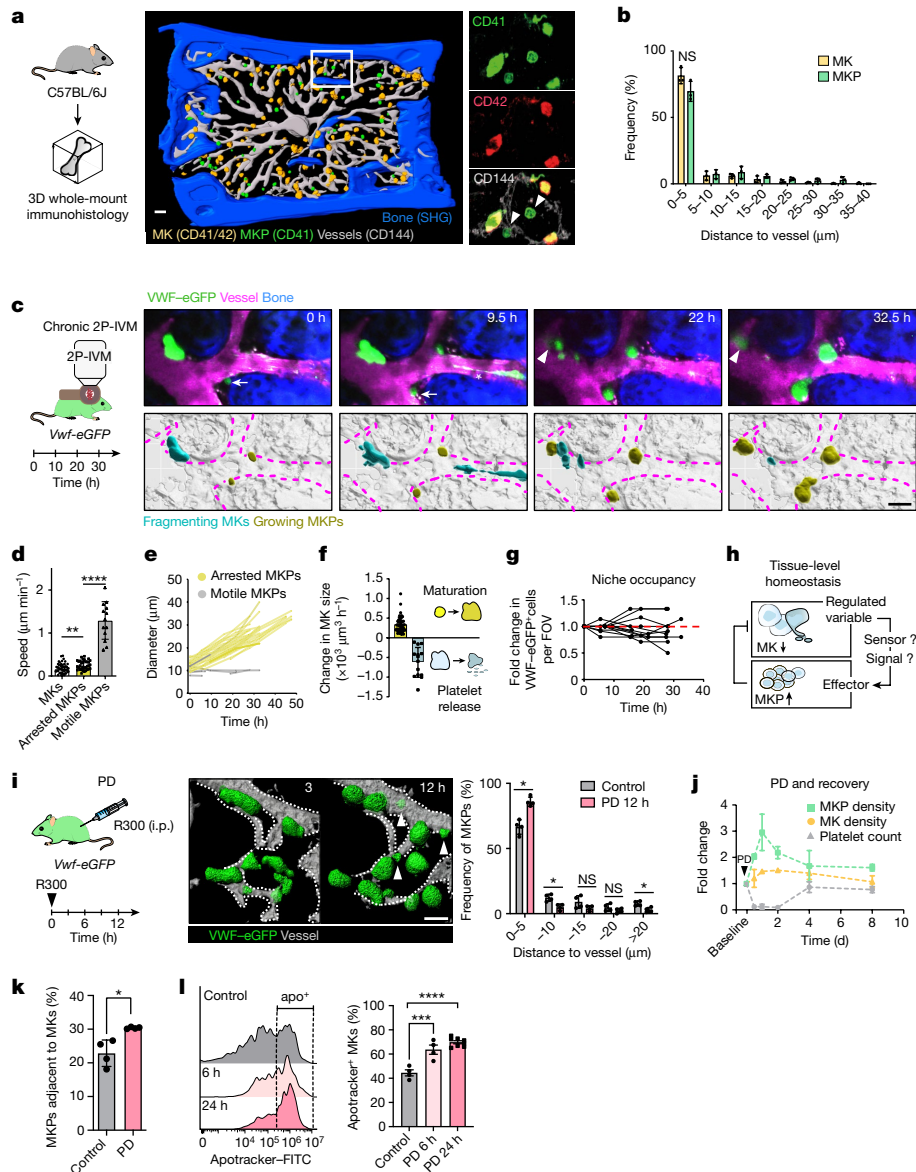 a
C57BL/6J
3D whole-mount
immunohistology
Bone (SHG)
MK (CD41/42) MKP (CD41) Vessels (CD144)
CD41
CD42
CD144
b
Frequency (%)
100
50
0
NS
MK
MKP
0–5
5–10
10–15
15–20
20–25
25–30
30–35
35–40
Distance to vessel (μm)
c
VWF–eGFP Vessel Bone
Chronic 2P-IVM
2P-IVM
Vwf-eGFP
0 10 20 30
Time (h)
0 h
9.5 h
22 h
32.5 h
*
Fragmenting MKs Growing MKPs
d
Speed (μm min⁻¹)
2
1
0
**
****
MKs
Arrested MKPs
Motile MKPs
e
Diameter (μm)
50
40
30
20
10
0
Arrested MKPs
Motile MKPs
0 10 20 30 40 50
Time (h)
f
Change in MK size
(×10³ μm³ h⁻¹)
1.0
0.5
0
−0.5
−1.0
−1.5
Maturation
Platelet
release
g
Niche occupancy
Fold change in
VWF–eGFP⁺cells
per FOV
1.5
1.0
0.5
0
0 10 20 30 40
Time (h)
h
Tissue-level
homeostasis
Regulated
variable
MK
Sensor ?
Signal ?
Effector
MKP
i
PD
R300 (i.p.)
Vwf-eGFP
R300
0 6 12
Time (h)
3
12 h
VWF–eGFP Vessel
Frequency of MKPs (%)
100
80
60
40
20
0
Control
PD 12 h
*
*
NS
NS
*
0–5
–10
–15
–20
>20
Distance to vessel (μm)
j
PD and recovery
Fold change
4
3
2
1
0
PD
MKP density
MK density
Platelet count
Baseline
0 2 4 6 8 10
Time (d)
k
MKPs adjacent to MKs (%)
40
30
20
10
0
*
Control
PD
l
Control
apo⁺
6 h
24 h
0 10⁴ 10⁵ 10⁶ 10⁷
Apotracker–FITC
Apotracker⁺ MKs (%)
100
80
60
40
20
0
****
***
Control
PD 6 h
PD 24 h